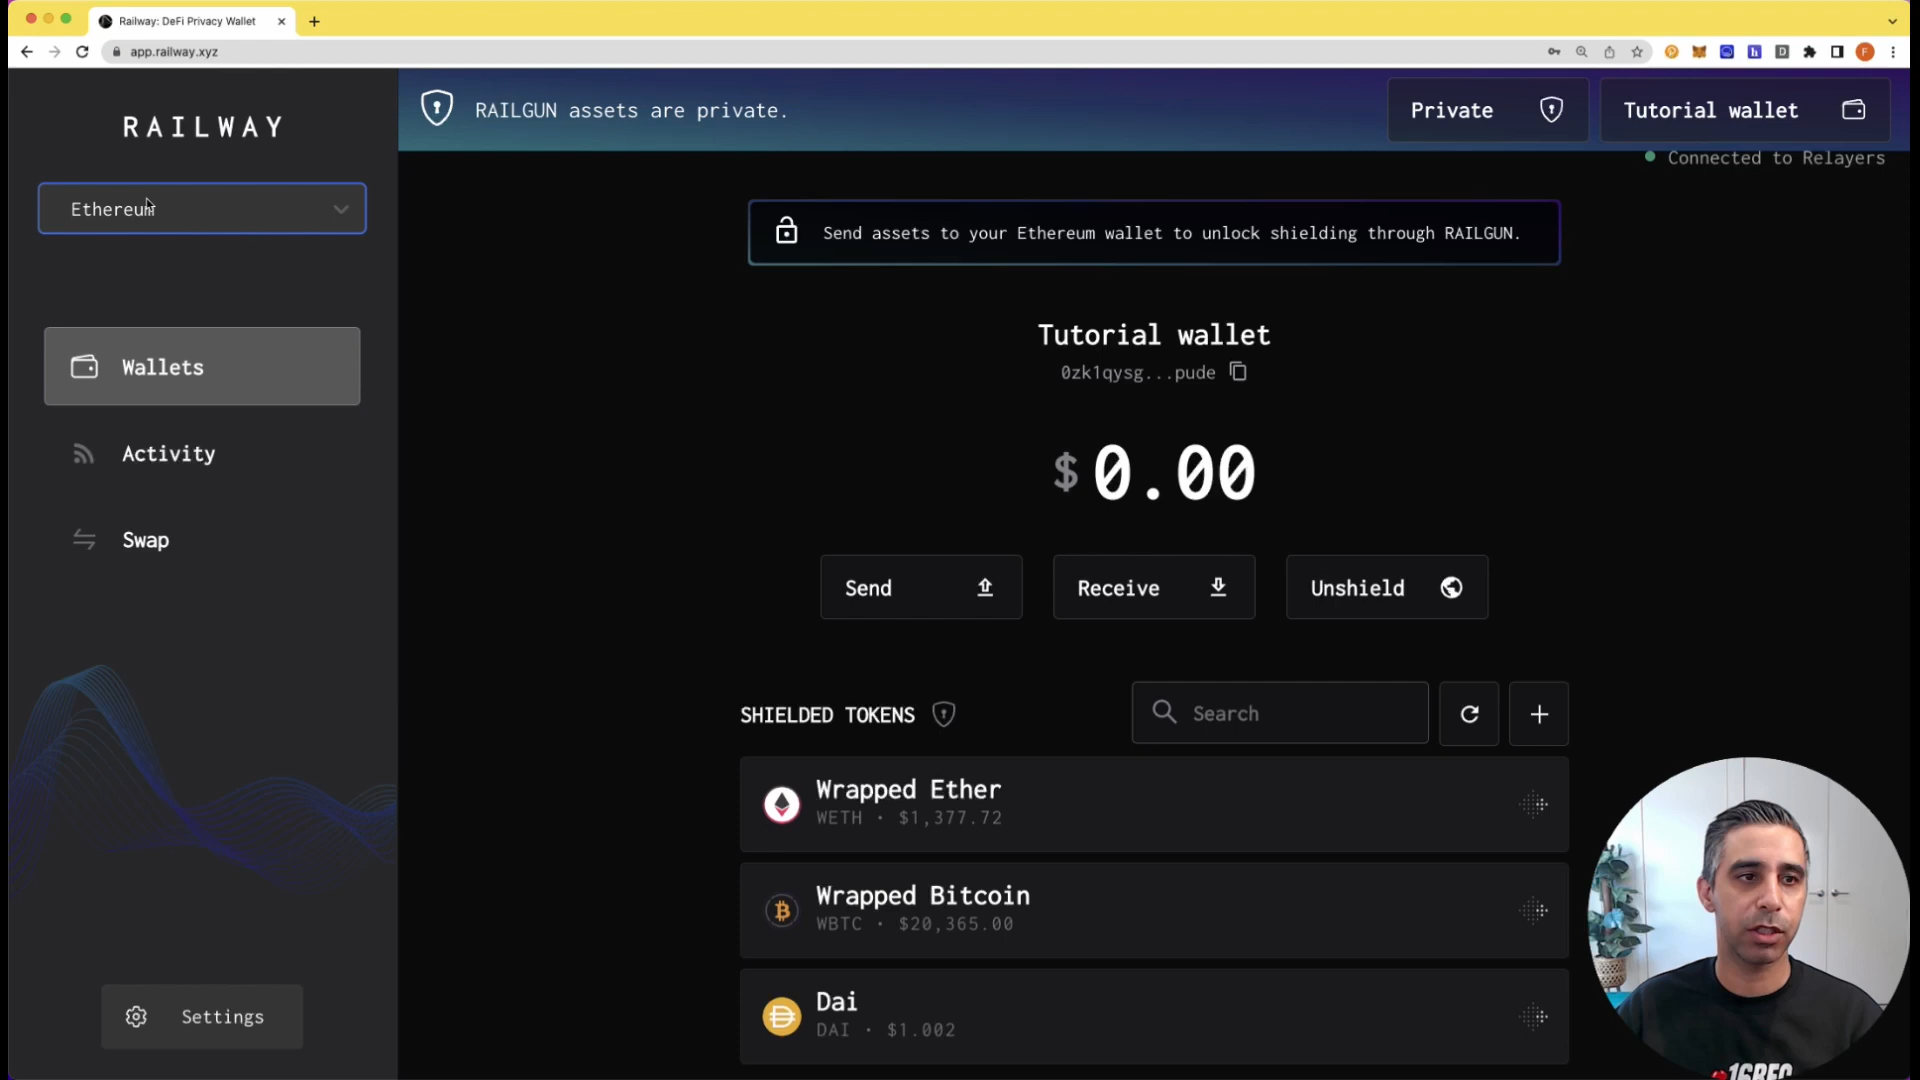 Railway: DeFi Privacy Wallet
app.railway.xyz
RAILWAY
RAILGUN assets are private.
Private
Tutorial wallet
Connected to Relayers
Ethereum
Send assets to your Ethereum wallet to unlock shielding through RAILGUN.
Wallets
Activity
Swap
Settings
Tutorial wallet
0zk1qysg...pude
$ 0.00
Send
Receive
Unshield
SHIELDED TOKENS
Search
Wrapped Ether
WETH • $1,377.72
Wrapped Bitcoin
WBTC • $20,365.00
Dai
DAI • $1.002